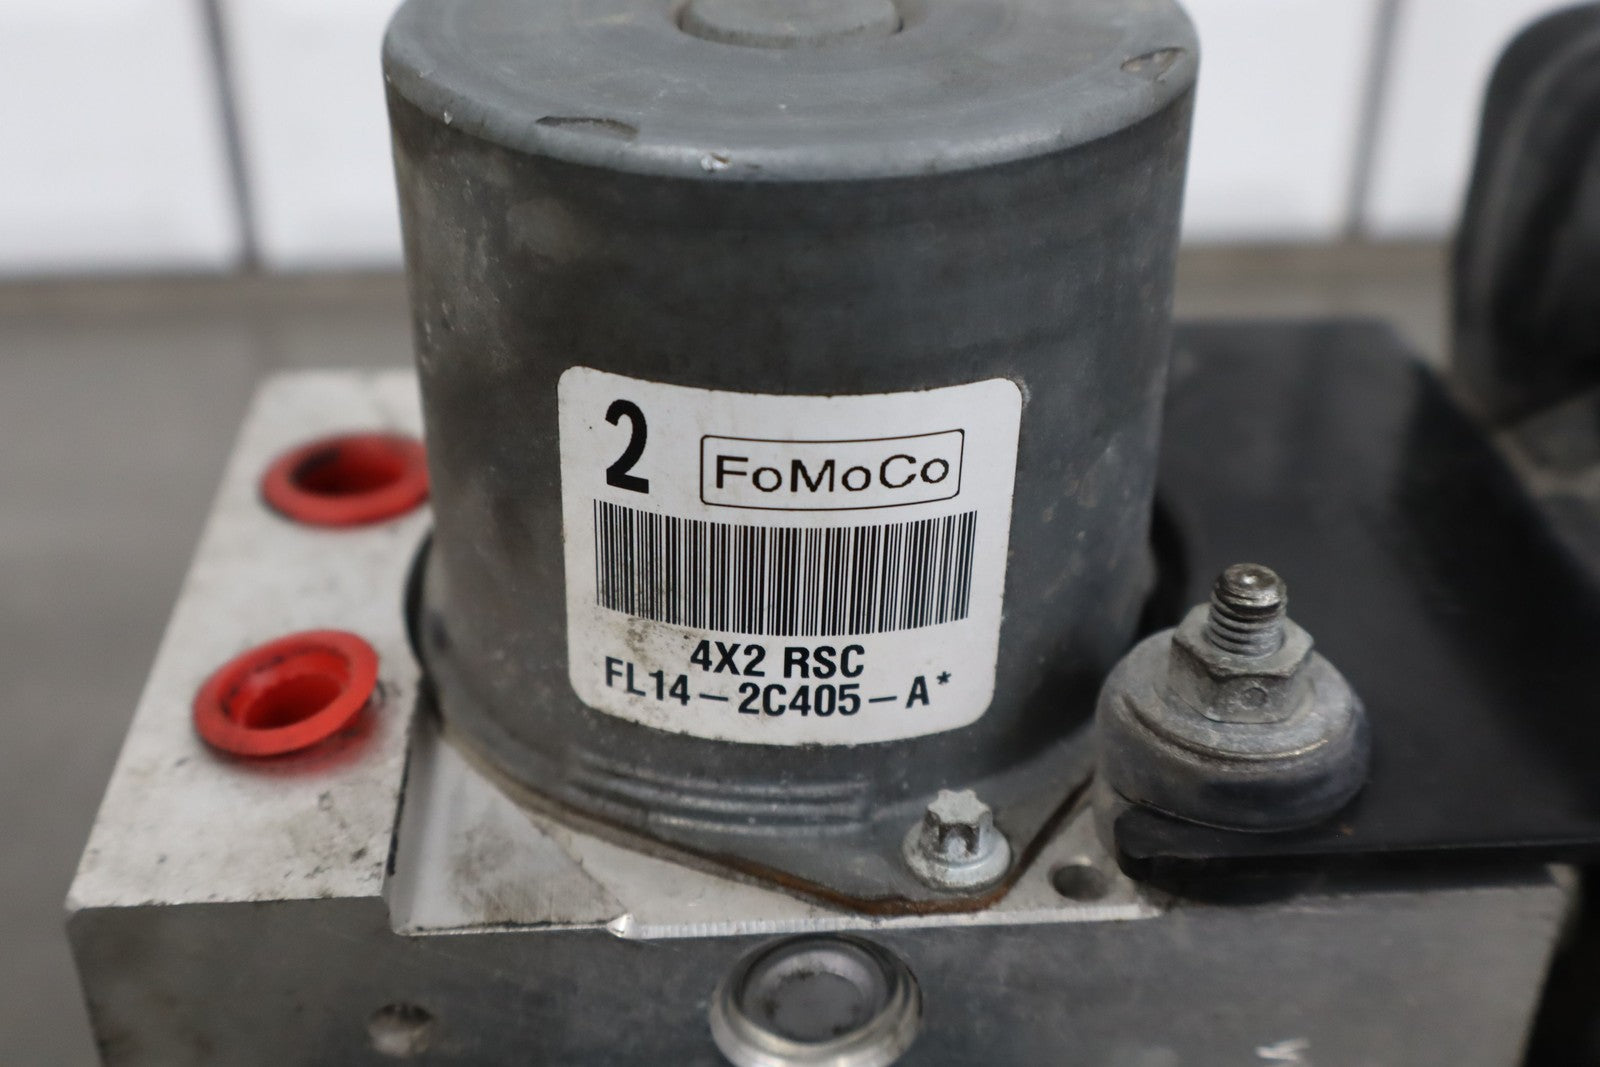 2
FoMoCo
4X2 RSC
FL14-2C405-A*